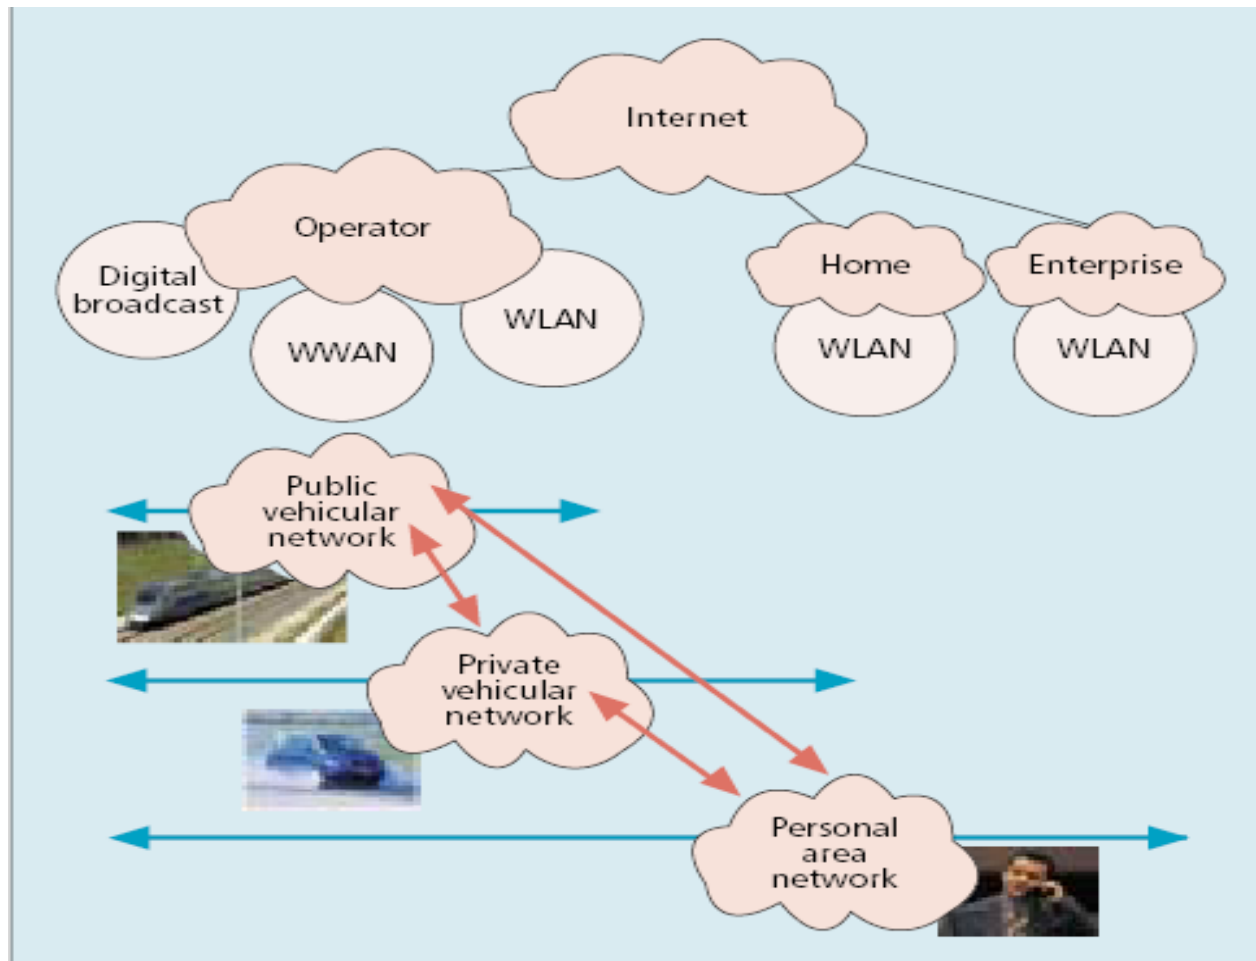 Internet
Operator
Digital
broadcast
WWAN
WLAN
Home
WLAN
Enterprise
WLAN
Public
vehicular
network
Private
vehicular
network
Personal
area
network